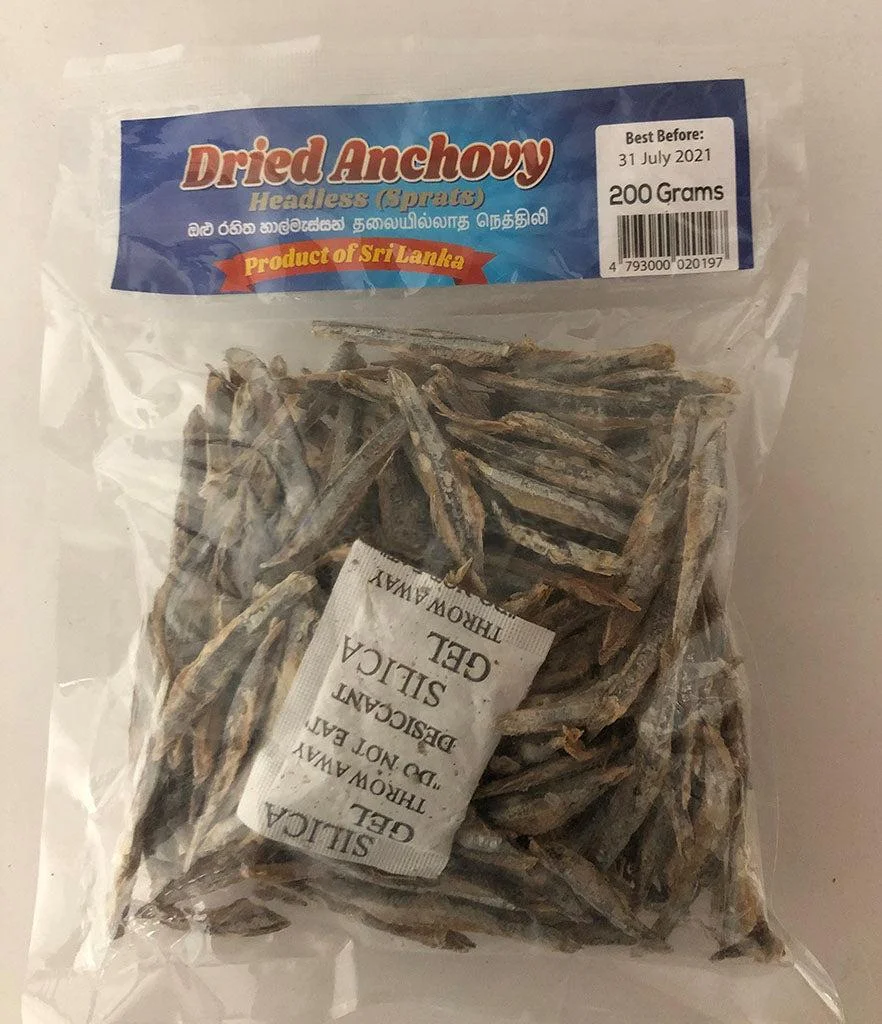 Dried Anchovy
Headless (Sprats)
ඔළු රහිත හාල්මැස්සන් தலையில்லாத நெத்திலி
Product of Sri Lanka
Best Before:
31 July 2021
200 Grams
4 793000 020197
THROW AWAY
SILICA
GEL
DESICCANT
"DO NOT EAT"
THROW AWAY
SILICA
GEL